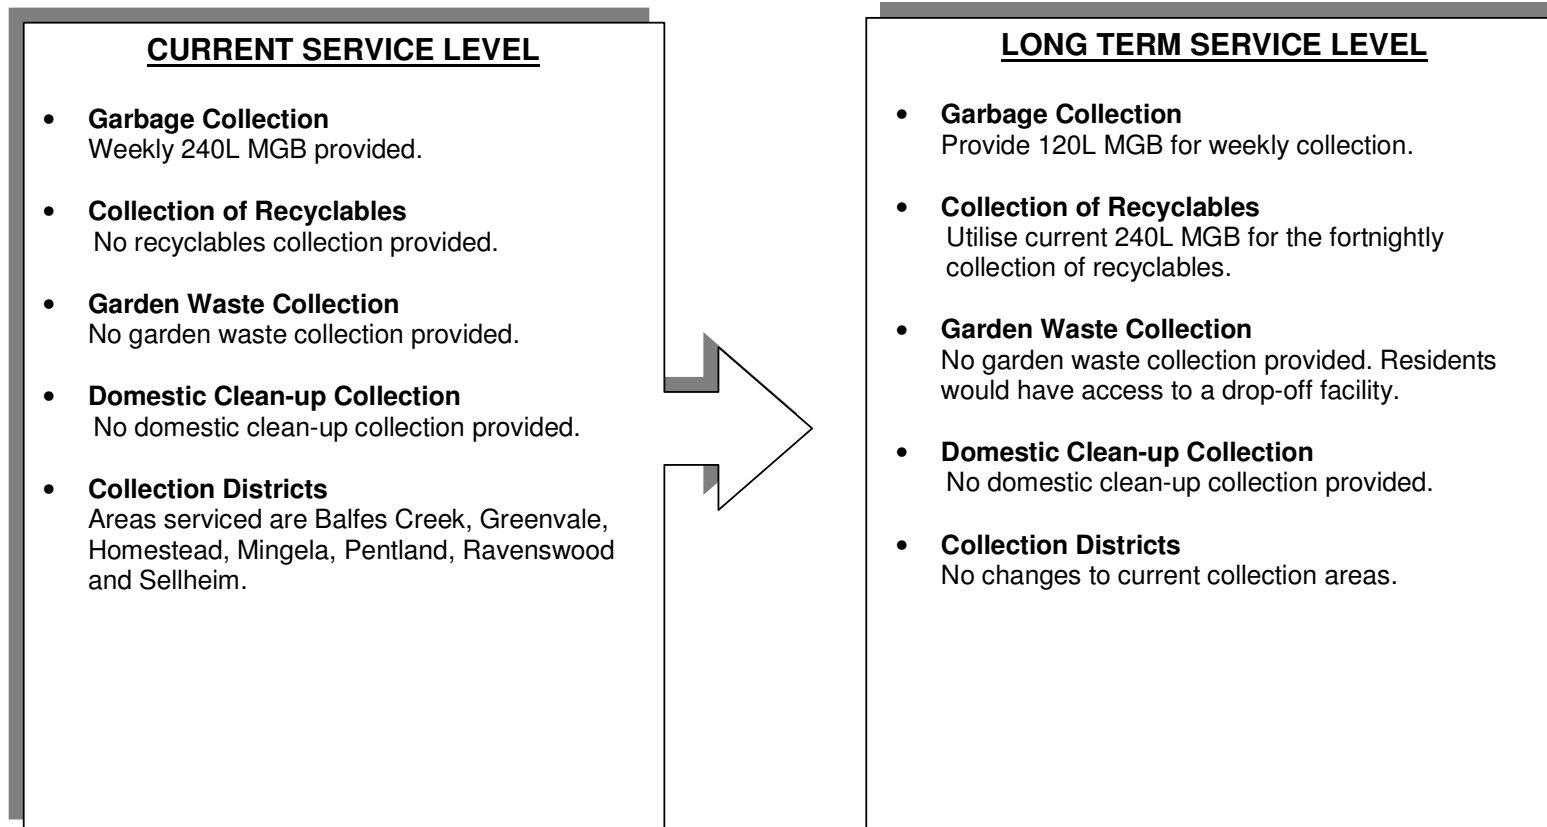 CURRENT SERVICE LEVEL
• Garbage Collection
Weekly 240L MGB provided.
• Collection of Recyclables
No recyclables collection provided.
• Garden Waste Collection
No garden waste collection provided.
• Domestic Clean-up Collection
No domestic clean-up collection provided.
• Collection Districts
Areas serviced are Balfes Creek, Greenvale,
Homestead, Mingela, Pentland, Ravenswood
and Sellheim.
LONG TERM SERVICE LEVEL
• Garbage Collection
Provide 120L MGB for weekly collection.
• Collection of Recyclables
Utilise current 240L MGB for the fortnightly
collection of recyclables.
• Garden Waste Collection
No garden waste collection provided. Residents
would have access to a drop-off facility.
• Domestic Clean-up Collection
No domestic clean-up collection provided.
• Collection Districts
No changes to current collection areas.